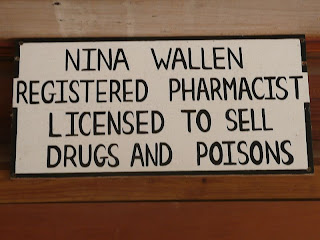 NINA WALLEN
REGISTERED PHARMACIST
LICENSED TO SELL
DRUGS AND POISONS